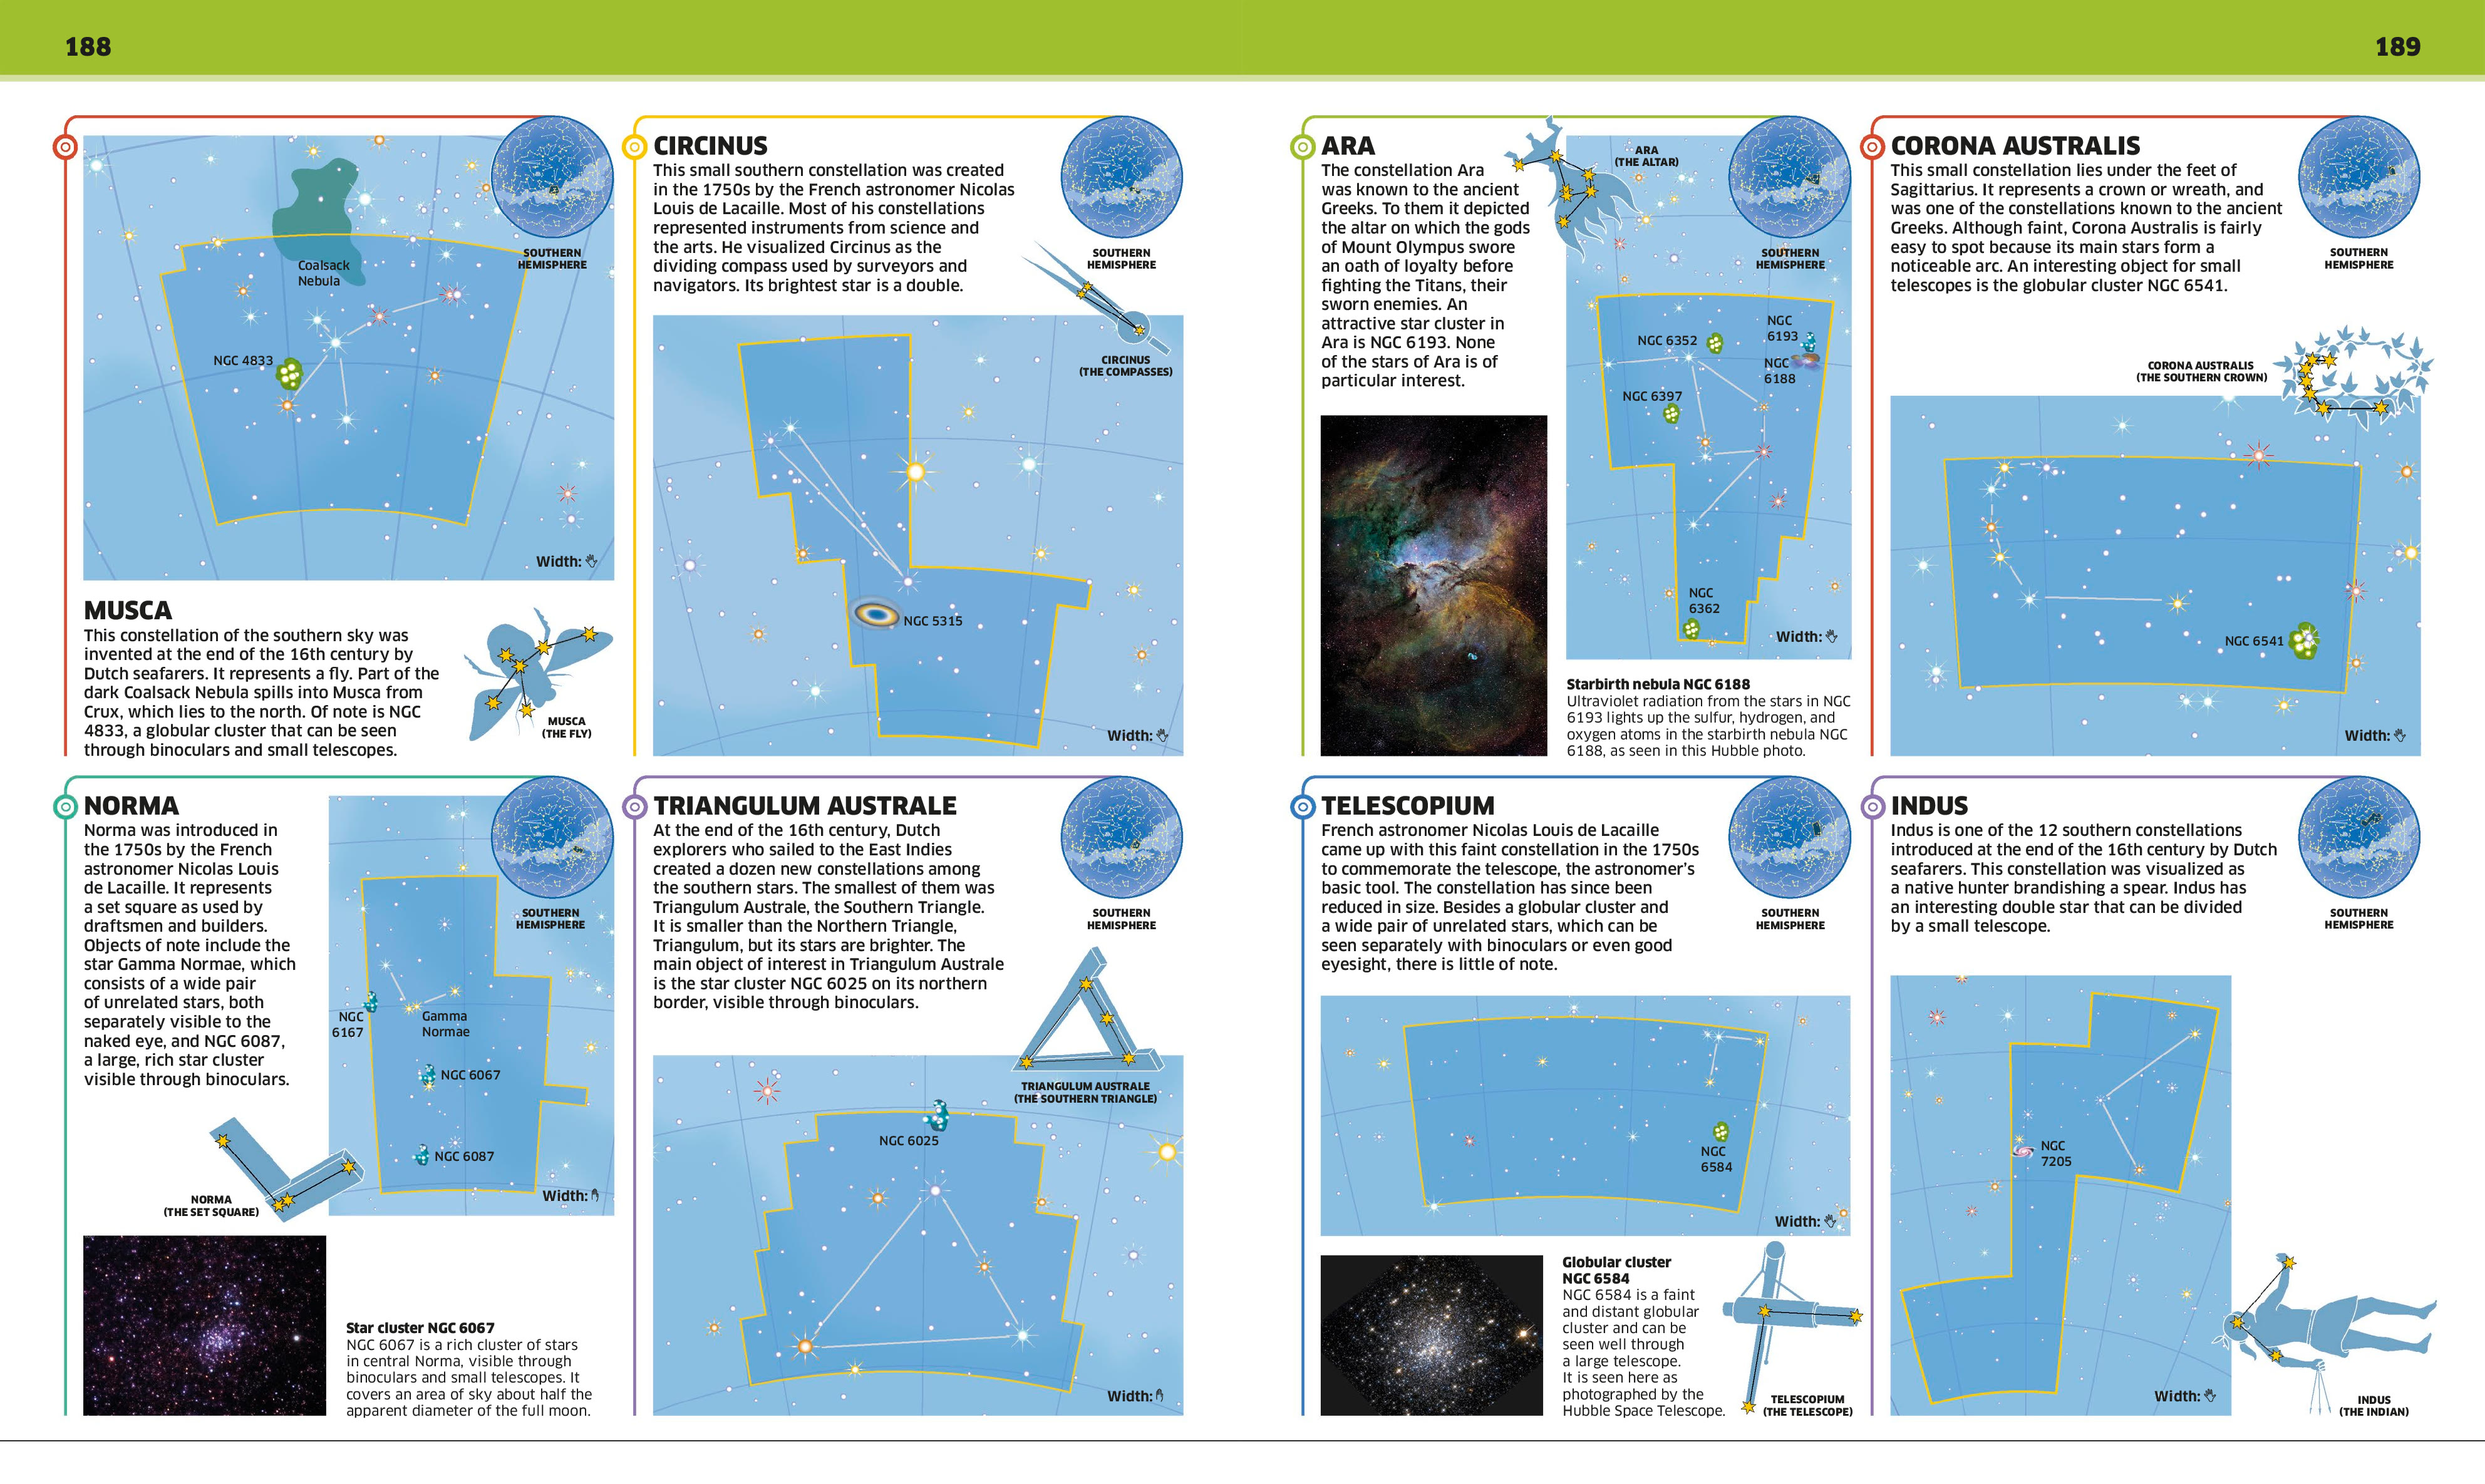 188
189
Coalsack
Nebula
NGC 4833
SOUTHERN
HEMISPHERE
Width:
MUSCA
This constellation of the southern sky was
invented at the end of the 16th century by
Dutch seafarers. It represents a fly. Part of the
dark Coalsack Nebula spills into Musca from
Crux, which lies to the north. Of note is NGC
4833, a globular cluster that can be seen
through binoculars and small telescopes.
MUSCA
(THE FLY)
CIRCINUS
This small southern constellation was created
in the 1750s by the French astronomer Nicolas
Louis de Lacaille. Most of his constellations
represented instruments from science and
the arts. He visualized Circinus as the
dividing compass used by surveyors and
navigators. Its brightest star is a double.
SOUTHERN
HEMISPHERE
CIRCINUS
(THE COMPASSES)
NGC 5315
Width:
ARA
The constellation Ara
was known to the ancient
Greeks. To them it depicted
the altar on which the gods
of Mount Olympus swore
an oath of loyalty before
fighting the Titans, their
sworn enemies. An
attractive star cluster in
Ara is NGC 6193. None
of the stars of Ara is of
particular interest.
ARA
(THE ALTAR)
SOUTHERN
HEMISPHERE
NGC 6352
NGC
6193
NGC
6188
NGC 6397
NGC
6362
Width:
Starbirth nebula NGC 6188
Ultraviolet radiation from the stars in NGC
6193 lights up the sulfur, hydrogen, and
oxygen atoms in the starbirth nebula NGC
6188, as seen in this Hubble photo.
CORONA AUSTRALIS
This small constellation lies under the feet of
Sagittarius. It represents a crown or wreath, and
was one of the constellations known to the ancient
Greeks. Although faint, Corona Australis is fairly
easy to spot because its main stars form a
noticeable arc. An interesting object for small
telescopes is the globular cluster NGC 6541.
SOUTHERN
HEMISPHERE
CORONA AUSTRALIS
(THE SOUTHERN CROWN)
NGC 6541
Width:
NORMA
Norma was introduced in
the 1750s by the French
astronomer Nicolas Louis
de Lacaille. It represents
a set square as used by
draftsmen and builders.
Objects of note include the
star Gamma Normae, which
consists of a wide pair
of unrelated stars, both
separately visible to the
naked eye, and NGC 6087,
a large, rich star cluster
visible through binoculars.
SOUTHERN
HEMISPHERE
NGC
6167
Gamma
Normae
NGC 6067
NGC 6087
Width:
NORMA
(THE SET SQUARE)
Star cluster NGC 6067
NGC 6067 is a rich cluster of stars
in central Norma, visible through
binoculars and small telescopes. It
covers an area of sky about half the
apparent diameter of the full moon.
TRIANGULUM AUSTRALE
At the end of the 16th century, Dutch
explorers who sailed to the East Indies
created a dozen new constellations among
the southern stars. The smallest of them was
Triangulum Australe, the Southern Triangle.
It is smaller than the Northern Triangle,
Triangulum, but its stars are brighter. The
main object of interest in Triangulum Australe
is the star cluster NGC 6025 on its northern
border, visible through binoculars.
SOUTHERN
HEMISPHERE
TRIANGULUM AUSTRALE
(THE SOUTHERN TRIANGLE)
NGC 6025
Width:
TELESCOPIUM
French astronomer Nicolas Louis de Lacaille
came up with this faint constellation in the 1750s
to commemorate the telescope, the astronomer's
basic tool. The constellation has since been
reduced in size. Besides a globular cluster and
a wide pair of unrelated stars, which can be
seen separately with binoculars or even good
eyesight, there is little of note.
SOUTHERN
HEMISPHERE
NGC
6584
Width:
Globular cluster
NGC 6584
NGC 6584 is a faint
and distant globular
cluster and can be
seen well through
a large telescope.
It is seen here as
photographed by the
Hubble Space Telescope.
TELESCOPIUM
(THE TELESCOPE)
INDUS
Indus is one of the 12 southern constellations
introduced at the end of the 16th century by Dutch
seafarers. This constellation was visualized as
a native hunter brandishing a spear. Indus has
an interesting double star that can be divided
by a small telescope.
SOUTHERN
HEMISPHERE
NGC
7205
Width:
INDUS
(THE INDIAN)